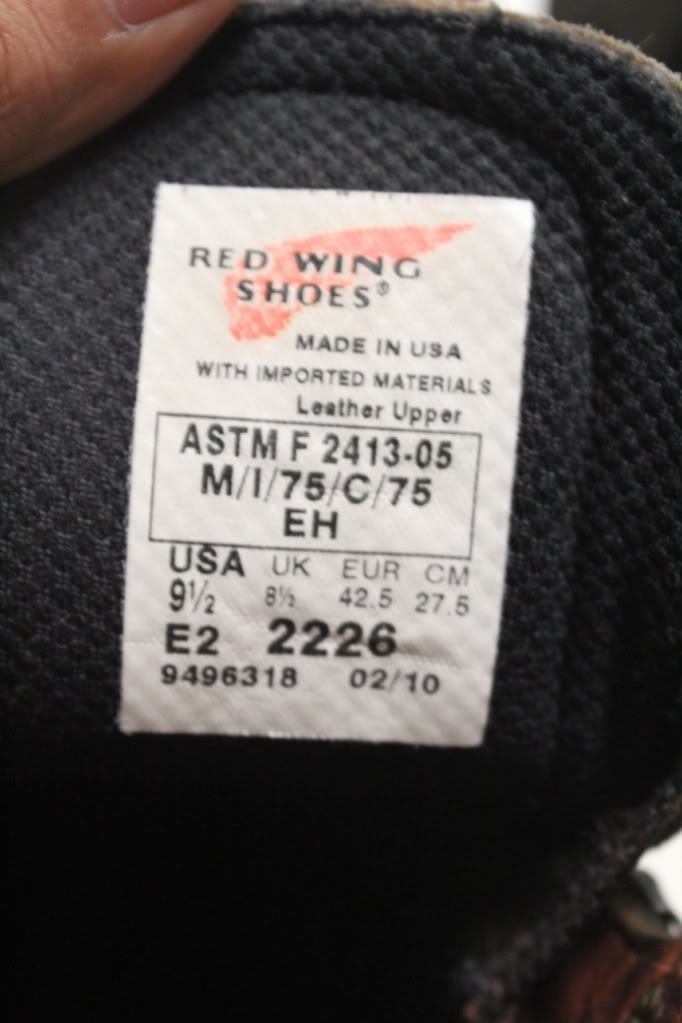 RED WING
SHOES®
MADE IN USA
WITH IMPORTED MATERIALS
Leather Upper
ASTM F 2413-05
M/I/75/C/75
EH
USA UK EUR CM
9½ 8½ 42.5 27.5
E2 2226
9496318 02/10